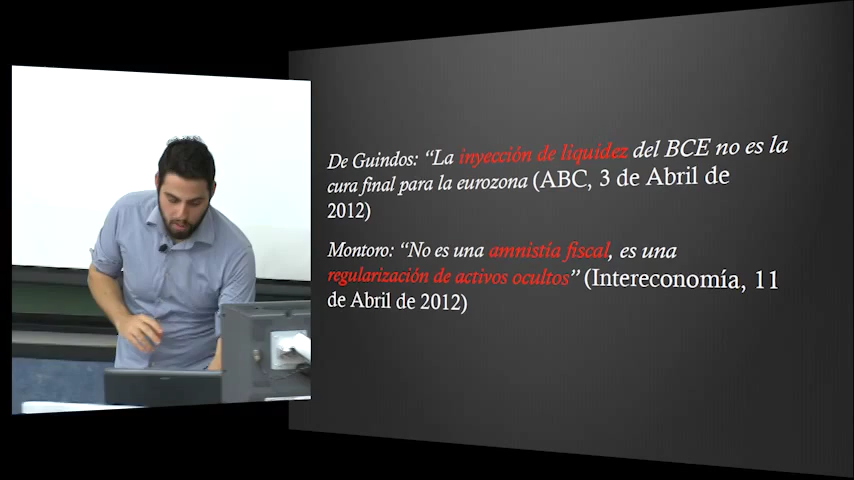 De Guindos: “La inyección de liquídez del BCE no es la
cura final para la eurozona (ABC, 3 de Abril de
2012)
Montoro: “No es una amnistía fiscal, es una
regularización de activos ocultos” (Intereconomía, 11
de Abril de 2012)